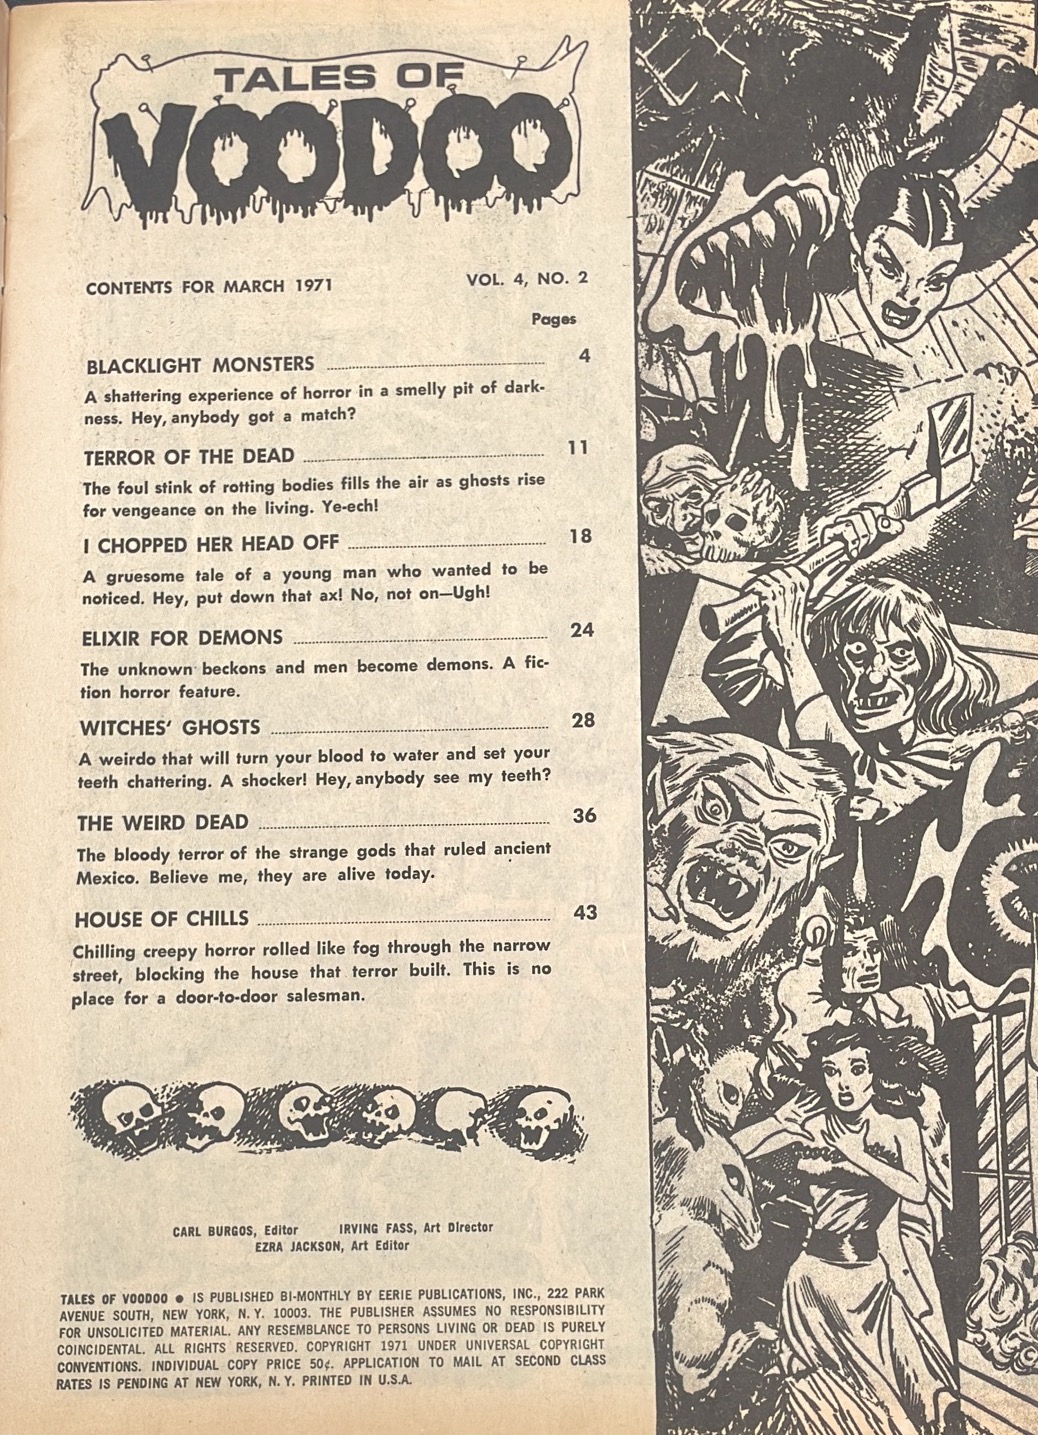 TALES OF
VOODOO
CONTENTS FOR MARCH 1971 VOL. 4, NO. 2
Pages
BLACKLIGHT MONSTERS 4
A shattering experience of horror in a smelly pit of dark-
ness. Hey, anybody got a match?
TERROR OF THE DEAD 11
The foul stink of rotting bodies fills the air as ghosts rise
for vengeance on the living. Ye-ech!
I CHOPPED HER HEAD OFF 18
A gruesome tale of a young man who wanted to be
noticed. Hey, put down that ax! No, not on—Ugh!
ELIXIR FOR DEMONS 24
The unknown beckons and men become demons. A fic-
tion horror feature.
WITCHES' GHOSTS 28
A weirdo that will turn your blood to water and set your
teeth chattering. A shocker! Hey, anybody see my teeth?
THE WEIRD DEAD 36
The bloody terror of the strange gods that ruled ancient
Mexico. Believe me, they are alive today.
HOUSE OF CHILLS 43
Chilling creepy horror rolled like fog through the narrow
street, blocking the house that terror built. This is no
place for a door-to-door salesman.
CARL BURGOS, Editor IRVING FASS, Art Director
EZRA JACKSON, Art Editor
TALES OF VOODOO ● IS PUBLISHED BI-MONTHLY BY EERIE PUBLICATIONS, INC., 222 PARK
AVENUE SOUTH, NEW YORK, N. Y. 10003. THE PUBLISHER ASSUMES NO RESPONSIBILITY
FOR UNSOLICITED MATERIAL. ANY RESEMBLANCE TO PERSONS LIVING OR DEAD IS PURELY
COINCIDENTAL. ALL RIGHTS RESERVED. COPYRIGHT 1971 UNDER UNIVERSAL COPYRIGHT
CONVENTIONS. INDIVIDUAL COPY PRICE 50¢. APPLICATION TO MAIL AT SECOND CLASS
RATES IS PENDING AT NEW YORK, N. Y. PRINTED IN U.S.A.